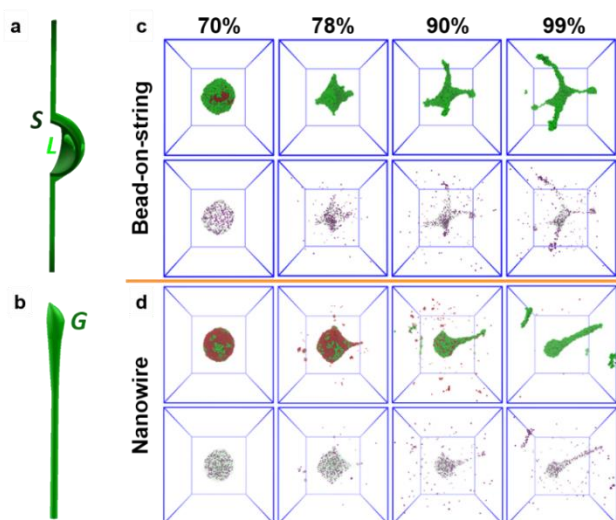 a
S
L
b
G
c
70%
78%
90%
99%
Bead-on-string
d
Nanowire